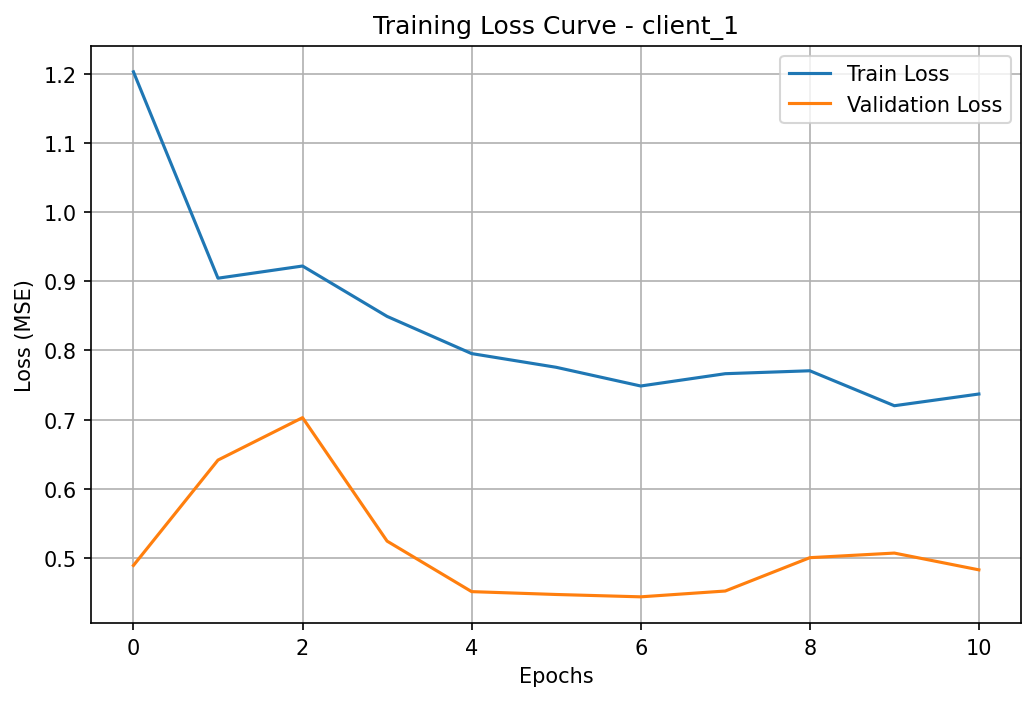 Training Loss Curve - client_1
Train Loss
Validation Loss
Loss (MSE)
1.2
1.1
1.0
0.9
0.8
0.7
0.6
0.5
0 2 4 6 8 10
Epochs